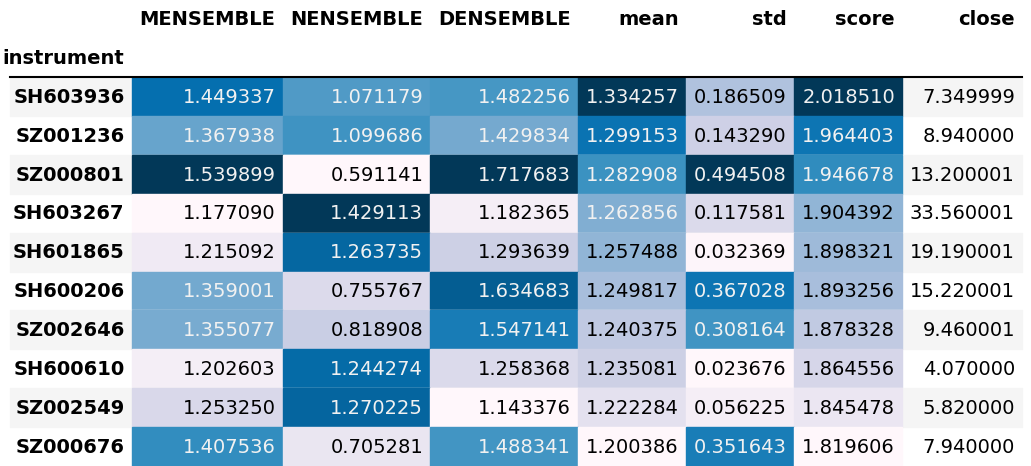 MENSEMBLE NENSEMBLE DENSEMBLE mean std score close
instrument
SH603936 1.449337 1.071179 1.482256 1.334257 0.186509 2.018510 7.349999
SZ001236 1.367938 1.099686 1.429834 1.299153 0.143290 1.964403 8.940000
SZ000801 1.539899 0.591141 1.717683 1.282908 0.494508 1.946678 13.200001
SH603267 1.177090 1.429113 1.182365 1.262856 0.117581 1.904392 33.560001
SH601865 1.215092 1.263735 1.293639 1.257488 0.032369 1.898321 19.190001
SH600206 1.359001 0.755767 1.634683 1.249817 0.367028 1.893256 15.220001
SZ002646 1.355077 0.818908 1.547141 1.240375 0.308164 1.878328 9.460001
SH600610 1.202603 1.244274 1.258368 1.235081 0.023676 1.864556 4.070000
SZ002549 1.253250 1.270225 1.143376 1.222284 0.056225 1.845478 5.820000
SZ000676 1.407536 0.705281 1.488341 1.200386 0.351643 1.819606 7.940000